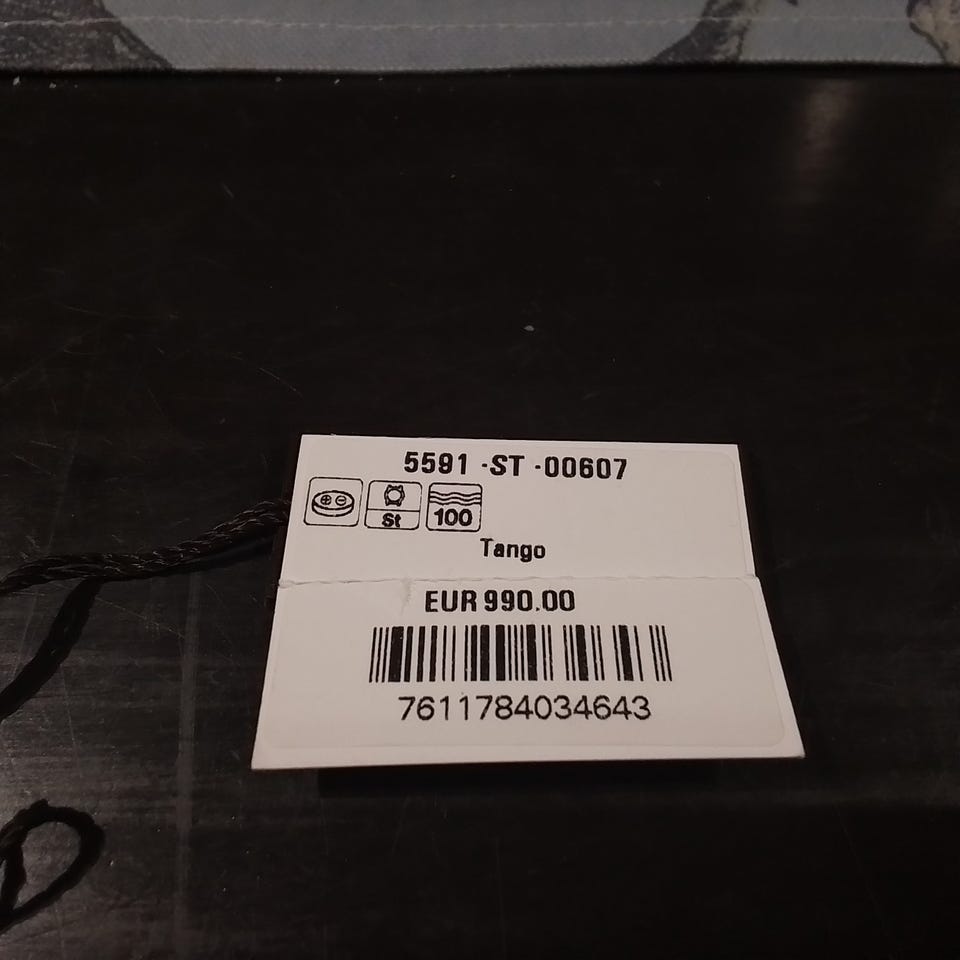 5591 -ST -00607
St
100
Tango
EUR 990.00
7611784034643